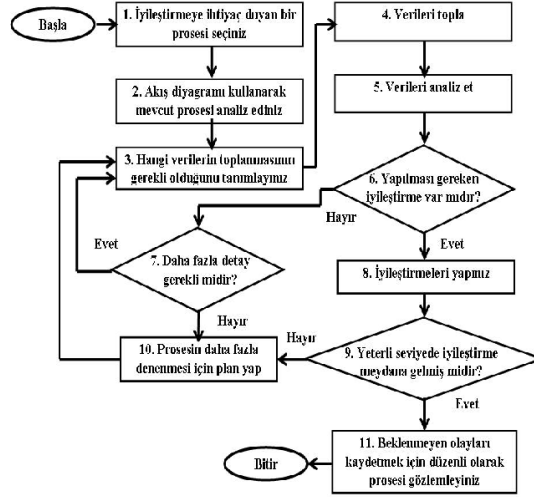 Başla
1. İyileştirmeye ihtiyaç duyan bir
prosesi seçiniz
2. Akış diyagramı kullanarak
mevcut prosesi analiz ediniz
3. Hangi verilerin toplanmasının
gerekli olduğunu tanımlayınız
4. Verileri topla
5. Verileri analiz et
6. Yapılması gereken
iyileştirme var mıdır?
Hayır
Evet
Evet
7. Daha fazla detay
gerekli midir?
Hayır
8. İyileştirmeleri yapınız
Hayır
9. Yeterli seviyede iyileştirme
meydana gelmiş midir?
10. Prosesin daha fazla
denenmesi için plan yap
Evet
11. Beklenmeyen olayları
kaydetmek için düzenli olarak
prosesi gözlemleyiniz
Bitir